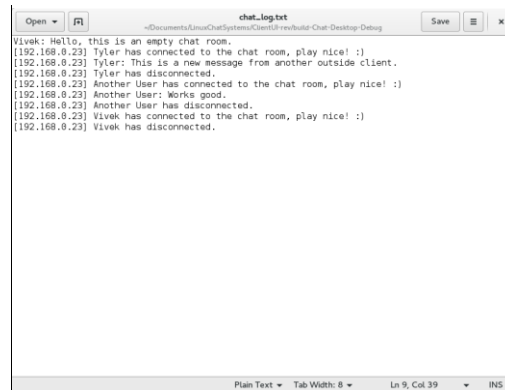 Open
chat_log.txt
~/Documents/LinuxChatSystems/ClientUI-rev/build-Chat-Desktop-Debug
Save
Vivek: Hello, this is an empty chat room.
[192.168.0.23] Tyler has connected to the chat room, play nice! :)
[192.168.0.23] Tyler: This is a new message from another outside client.
[192.168.0.23] Tyler has disconnected.
[192.168.0.23] Another User has connected to the chat room, play nice! :)
[192.168.0.23] Another User: Works good.
[192.168.0.23] Another User has disconnected.
[192.168.0.23] Vivek has connected to the chat room, play nice! :)
[192.168.0.23] Vivek has disconnected.
Plain Text Tab Width: 8 Ln 9, Col 39 INS